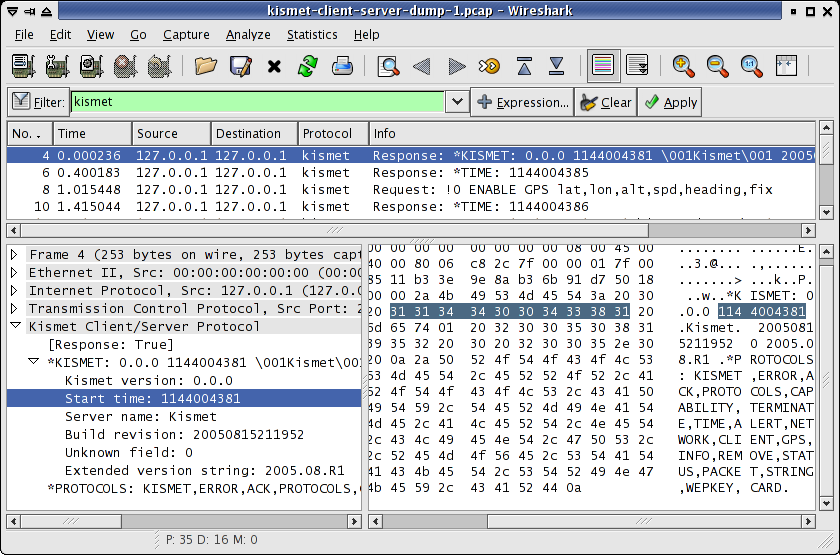 kismet-client-server-dump-1.pcap - Wireshark
File Edit View Go Capture Analyze Statistics Help
Filter: kismet Expression... Clear Apply
No. . Time Source Destination Protocol Info
4 0.000236 127.0.0.1 127.0.0.1 kismet Response: *KISMET: 0.0.0 1144004381 \001Kismet\001 2005
6 0.400183 127.0.0.1 127.0.0.1 kismet Response: *TIME: 1144004385
8 1.015448 127.0.0.1 127.0.0.1 kismet Request: !0 ENABLE GPS lat,lon,alt,spd,heading,fix
10 1.415044 127.0.0.1 127.0.0.1 kismet Response: *TIME: 1144004386
Frame 4 (253 bytes on wire, 253 bytes capt
Ethernet II, Src: 00:00:00:00:00:00 (00:00
Internet Protocol, Src: 127.0.0.1 (127.0.0
Transmission Control Protocol, Src Port: 2
Kismet Client/Server Protocol
[Response: True]
*KISMET: 0.0.0 1144004381 \001Kismet\001
Kismet version: 0.0.0
Start time: 1144004381
Server name: Kismet
Build revision: 20050815211952
Unknown field: 0
Extended version string: 2005.08.R1
*PROTOCOLS: KISMET,ERROR,ACK,PROTOCOLS,
00 00 00 00 00 00 00 08 00 45 00 ........ ......E.
40 00 80 06 c8 2c 7f 00 00 01 7f 00 ...3.@... .,......
85 11 b3 3e 9e 8a b3 6b 91 d7 50 18 .......> ...k..P.
00 00 2a 4b 49 53 4d 45 54 3a 20 30 ..w..*K ISMET: 0
20 31 31 34 34 30 30 34 33 38 31 20 .0.0 114 4004381
6d 65 74 01 20 32 30 30 35 30 38 31 .Kismet. 2005081
39 35 32 20 30 20 32 30 30 35 2e 30 5211952 0 2005.0
20 0a 2a 50 52 4f 54 4f 43 4f 4c 53 8.R1 .*P ROTOCOLS
53 4d 45 54 2c 45 52 52 4f 52 2c 41 : KISMET ,ERROR,A
52 4f 54 4f 43 4f 4c 53 2c 43 41 50 CK,PROTO COLS,CAP
49 54 59 2c 54 45 52 4d 49 4e 41 54 ABILITY, TERMINAT
4d 45 2c 41 4c 45 52 54 2c 4e 45 54 E,TIME,A LERT,NET
2c 43 4c 49 45 4e 54 2c 47 50 53 2c WORK,CLI ENT,GPS,
2c 52 45 4d 4f 56 45 2c 53 54 41 54 INFO,REM OVE,STAT
41 43 4b 45 54 2c 53 54 52 49 4e 47 US,PACKE T,STRING
4b 45 59 2c 43 41 52 44 0a ,WEPKEY, CARD.
P: 35 D: 16 M: 0